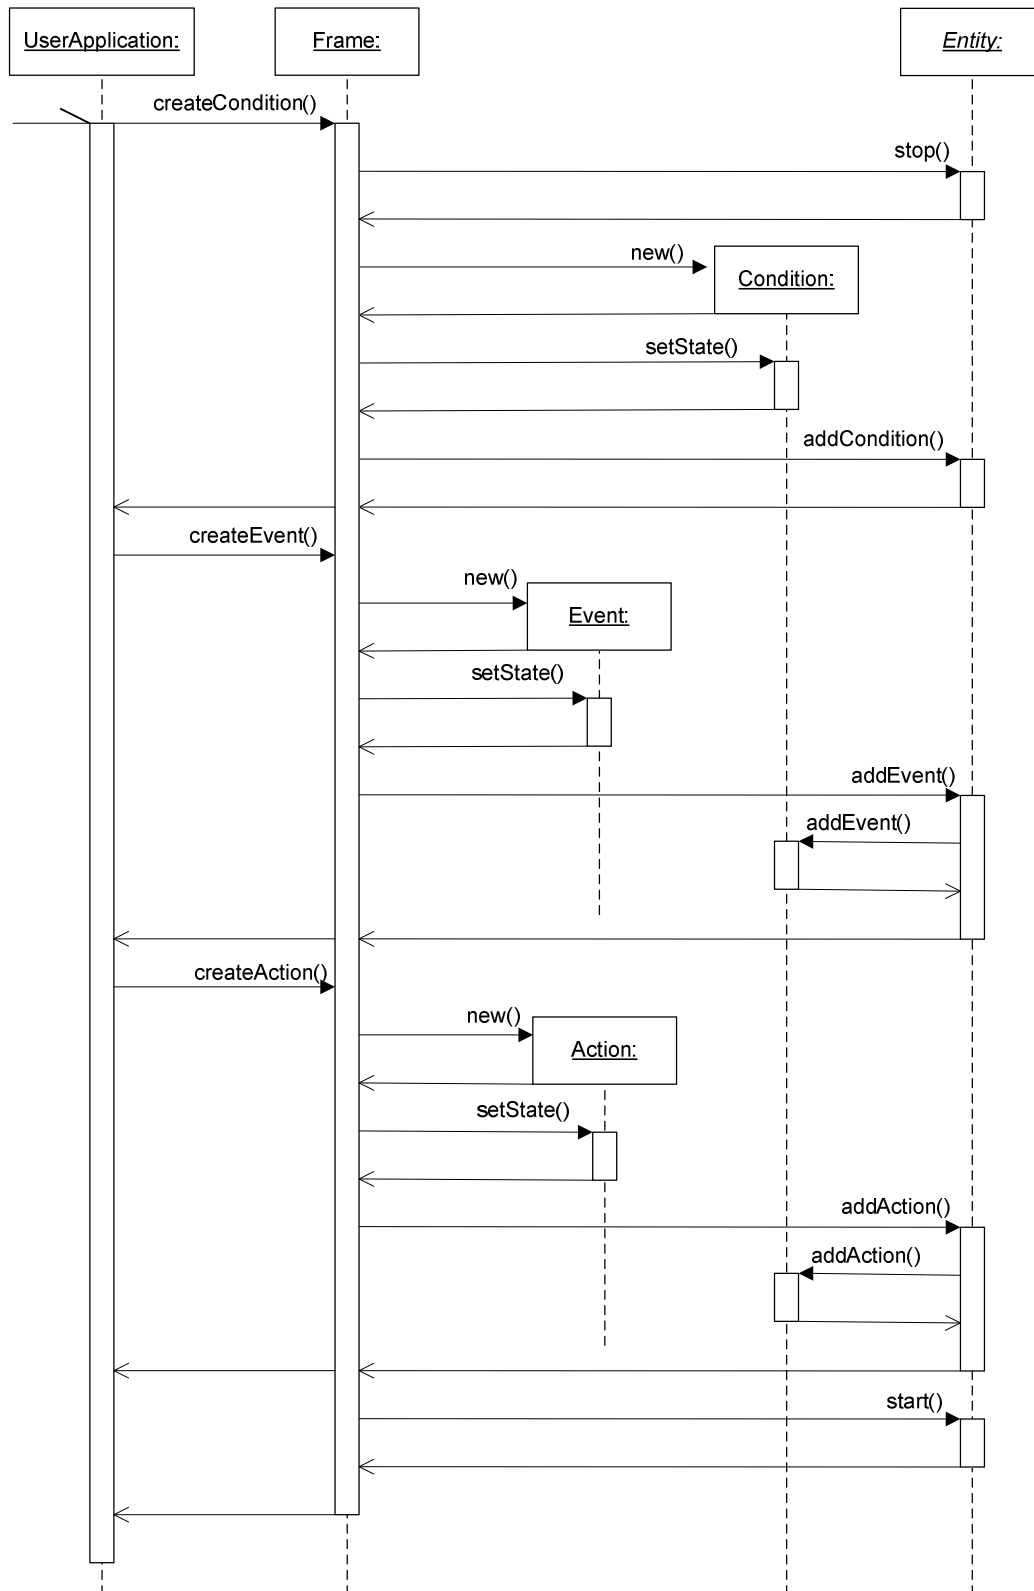 UserApplication:
Frame:
Entity:
createCondition()
stop()
new()
Condition:
setState()
addCondition()
createEvent()
new()
Event:
setState()
addEvent()
addEvent()
createAction()
new()
Action:
setState()
addAction()
addAction()
start()